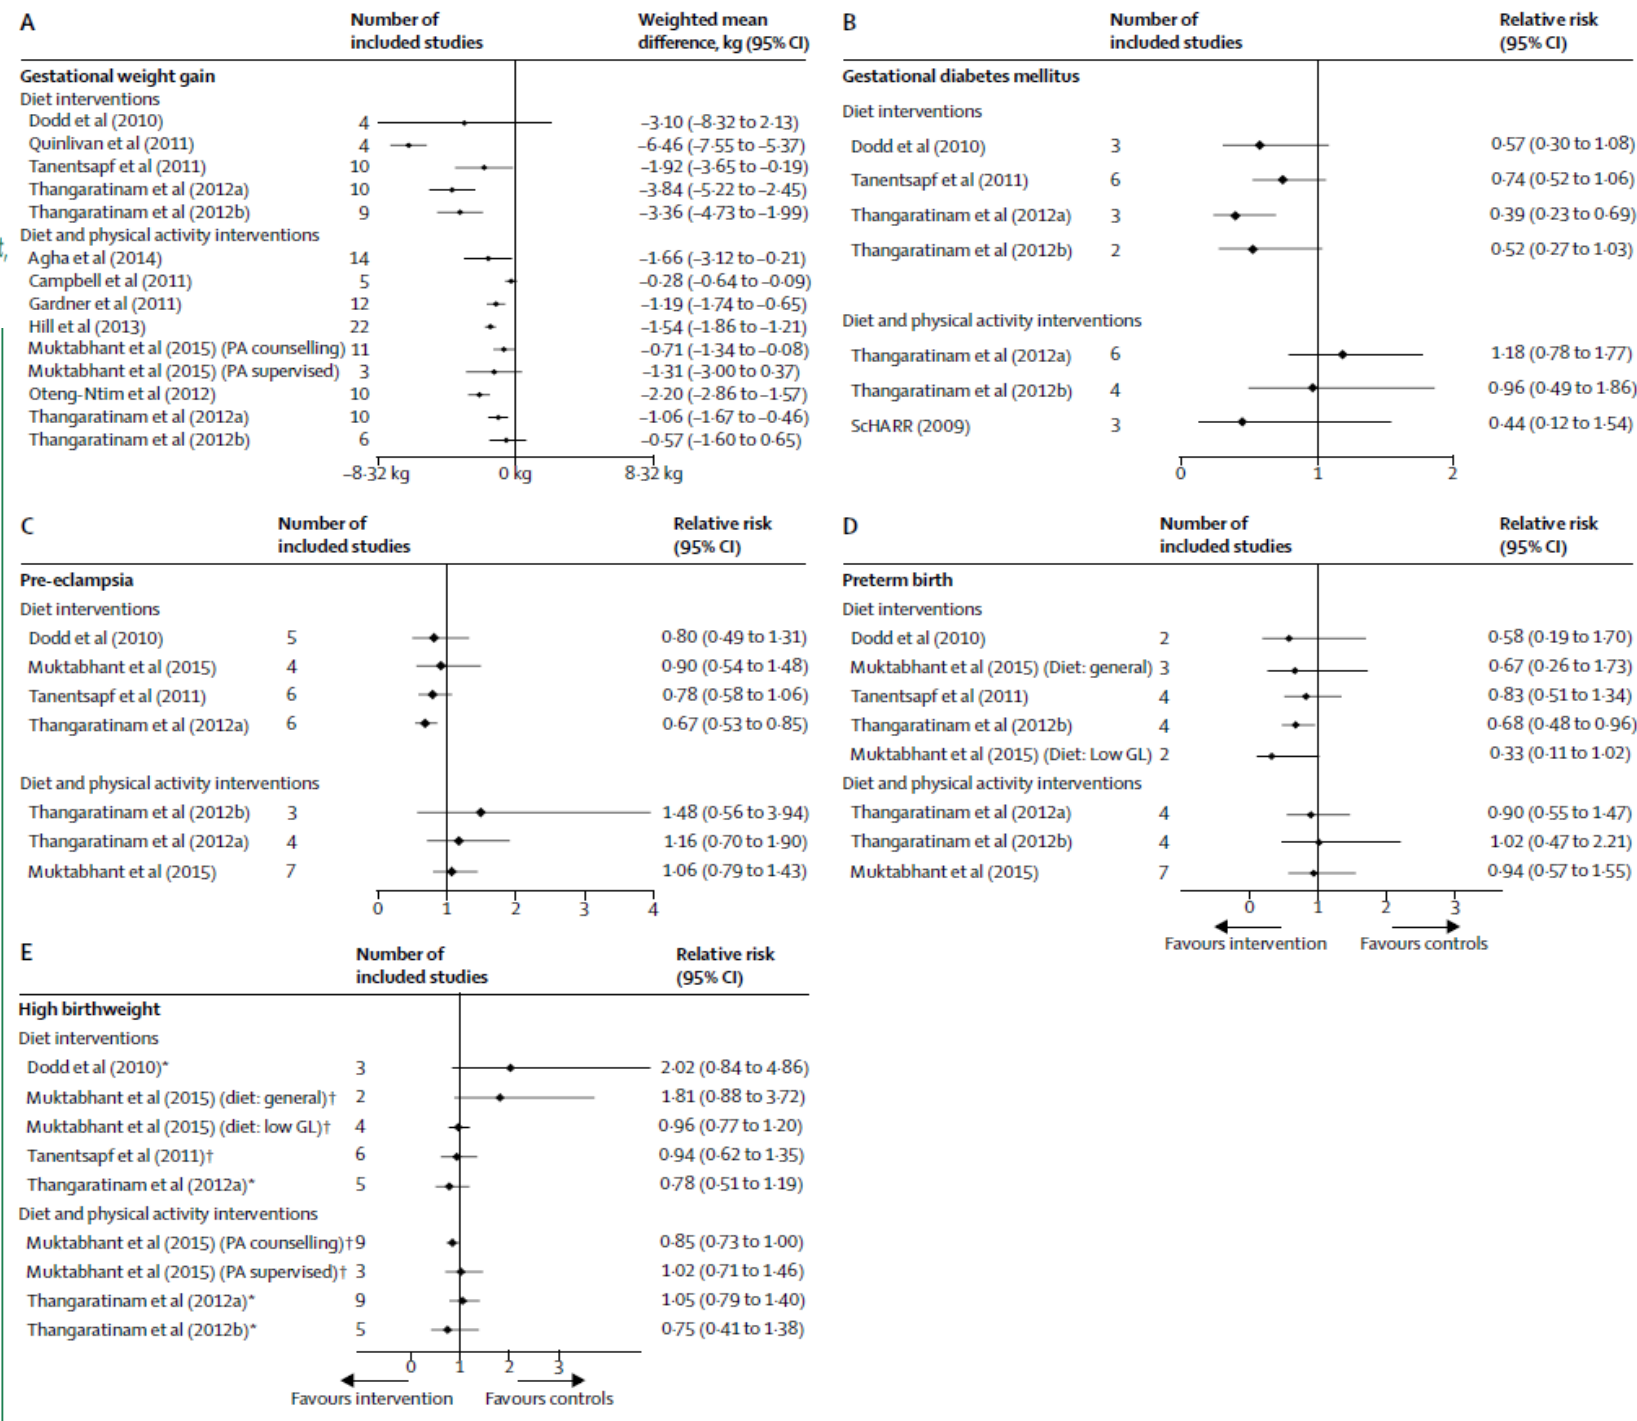 A
Number of included studies
Weighted mean difference, kg (95% CI)
Gestational weight gain
Diet interventions
Dodd et al (2010) 4 –3·10 (–8·32 to 2·13)
Quinlivan et al (2011) 4 –6·46 (–7·55 to –5·37)
Tanentsapf et al (2011) 10 –1·92 (–3·65 to –0·19)
Thangaratinam et al (2012a) 10 –3·84 (–5·22 to –2·45)
Thangaratinam et al (2012b) 9 –3·36 (–4·73 to –1·99)
Diet and physical activity interventions
Agha et al (2014) 14 –1·66 (–3·12 to –0·21)
Campbell et al (2011) 5 –0·28 (–0·64 to –0·09)
Gardner et al (2011) 12 –1·19 (–1·74 to –0·65)
Hill et al (2013) 22 –1·54 (–1·86 to –1·21)
Muktabhant et al (2015) (PA counselling) 11 –0·71 (–1·34 to –0·08)
Muktabhant et al (2015) (PA supervised) 3 –1·31 (–3·00 to 0·37)
Oteng-Ntim et al (2012) 10 –2·20 (–2·86 to –1·57)
Thangaratinam et al (2012a) 10 –1·06 (–1·67 to –0·46)
Thangaratinam et al (2012b) 6 –0·57 (–1·60 to 0·65)
–8·32 kg 0 kg 8·32 kg
B
Number of included studies
Relative risk (95% CI)
Gestational diabetes mellitus
Diet interventions
Dodd et al (2010) 3 0·57 (0·30 to 1·08)
Tanentsapf et al (2011) 6 0·74 (0·52 to 1·06)
Thangaratinam et al (2012a) 3 0·39 (0·23 to 0·69)
Thangaratinam et al (2012b) 2 0·52 (0·27 to 1·03)
Diet and physical activity interventions
Thangaratinam et al (2012a) 6 1·18 (0·78 to 1·77)
Thangaratinam et al (2012b) 4 0·96 (0·49 to 1·86)
ScHARR (2009) 3 0·44 (0·12 to 1·54)
0 1 2
C
Number of included studies
Relative risk (95% CI)
Pre-eclampsia
Diet interventions
Dodd et al (2010) 5 0·80 (0·49 to 1·31)
Muktabhant et al (2015) 4 0·90 (0·54 to 1·48)
Tanentsapf et al (2011) 6 0·78 (0·58 to 1·06)
Thangaratinam et al (2012a) 6 0·67 (0·53 to 0·85)
Diet and physical activity interventions
Thangaratinam et al (2012b) 3 1·48 (0·56 to 3·94)
Thangaratinam et al (2012a) 4 1·16 (0·70 to 1·90)
Muktabhant et al (2015) 7 1·06 (0·79 to 1·43)
0 1 2 3 4
D
Number of included studies
Relative risk (95% CI)
Preterm birth
Diet interventions
Dodd et al (2010) 2 0·58 (0·19 to 1·70)
Muktabhant et al (2015) (Diet: general) 3 0·67 (0·26 to 1·73)
Tanentsapf et al (2011) 4 0·83 (0·51 to 1·34)
Thangaratinam et al (2012b) 4 0·68 (0·48 to 0·96)
Muktabhant et al (2015) (Diet: Low GL) 2 0·33 (0·11 to 1·02)
Diet and physical activity interventions
Thangaratinam et al (2012a) 4 0·90 (0·55 to 1·47)
Thangaratinam et al (2012b) 4 1·02 (0·47 to 2.21)
Muktabhant et al (2015) 7 0·94 (0·57 to 1·55)
0 1 2 3
Favours intervention Favours controls
E
Number of included studies
Relative risk (95% CI)
High birthweight
Diet interventions
Dodd et al (2010)* 3 2·02 (0·84 to 4·86)
Muktabhant et al (2015) (diet: general)† 2 1·81 (0·88 to 3·72)
Muktabhant et al (2015) (diet: low GL)† 4 0·96 (0·77 to 1·20)
Tanentsapf et al (2011)† 6 0·94 (0·62 to 1·35)
Thangaratinam et al (2012a)* 5 0·78 (0·51 to 1·19)
Diet and physical activity interventions
Muktabhant et al (2015) (PA counselling)† 9 0·85 (0·73 to 1·00)
Muktabhant et al (2015) (PA supervised)† 3 1·02 (0·71 to 1·46)
Thangaratinam et al (2012a)* 9 1·05 (0·79 to 1·40)
Thangaratinam et al (2012b)* 5 0·75 (0·41 to 1·38)
0 1 2 3
Favours intervention Favours controls